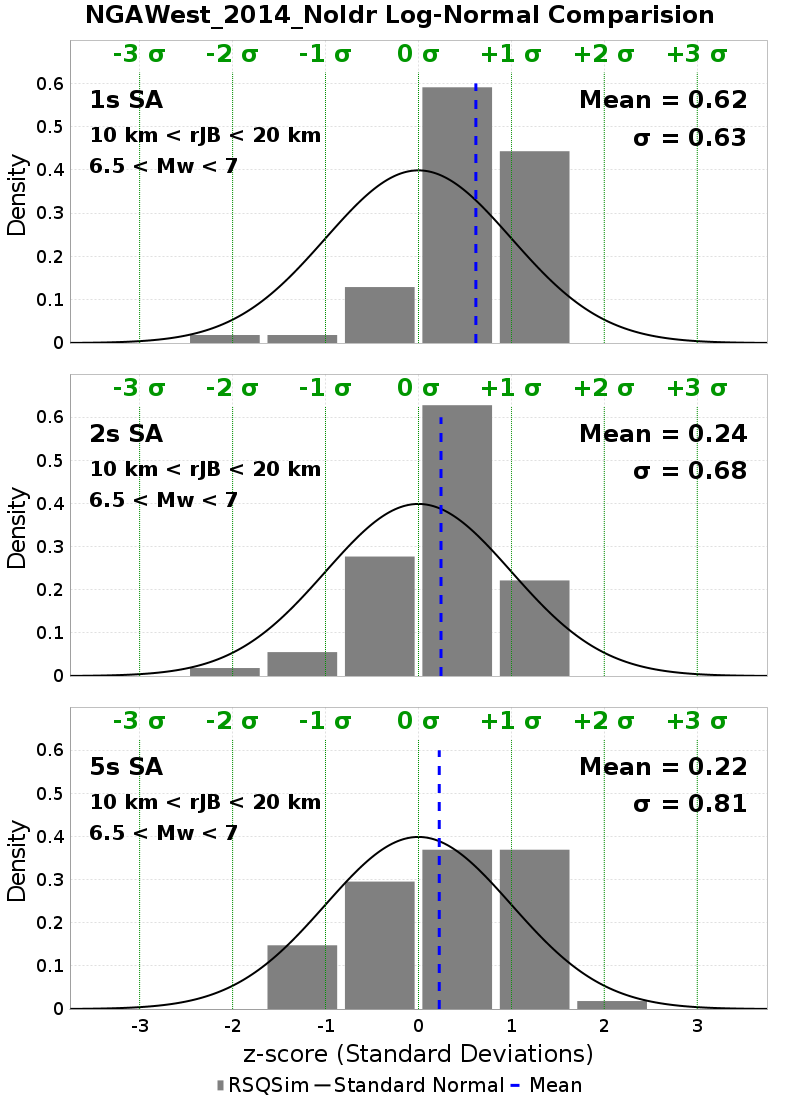 NGAWest_2014_NoIdr Log-Normal Comparision
-3 σ -2 σ -1 σ 0 σ +1 σ +2 σ +3 σ
1s SA
10 km < rJB < 20 km
6.5 < Mw < 7
Mean = 0.62
σ = 0.63
0.6
0.5
0.4
0.3
0.2
0.1
0
Density
-3 σ -2 σ -1 σ 0 σ +1 σ +2 σ +3 σ
2s SA
10 km < rJB < 20 km
6.5 < Mw < 7
Mean = 0.24
σ = 0.68
0.6
0.5
0.4
0.3
0.2
0.1
0
Density
-3 σ -2 σ -1 σ 0 σ +1 σ +2 σ +3 σ
5s SA
10 km < rJB < 20 km
6.5 < Mw < 7
Mean = 0.22
σ = 0.81
0.6
0.5
0.4
0.3
0.2
0.1
0
Density
-3 -2 -1 0 1 2 3
z-score (Standard Deviations)
RSQSim Standard Normal Mean